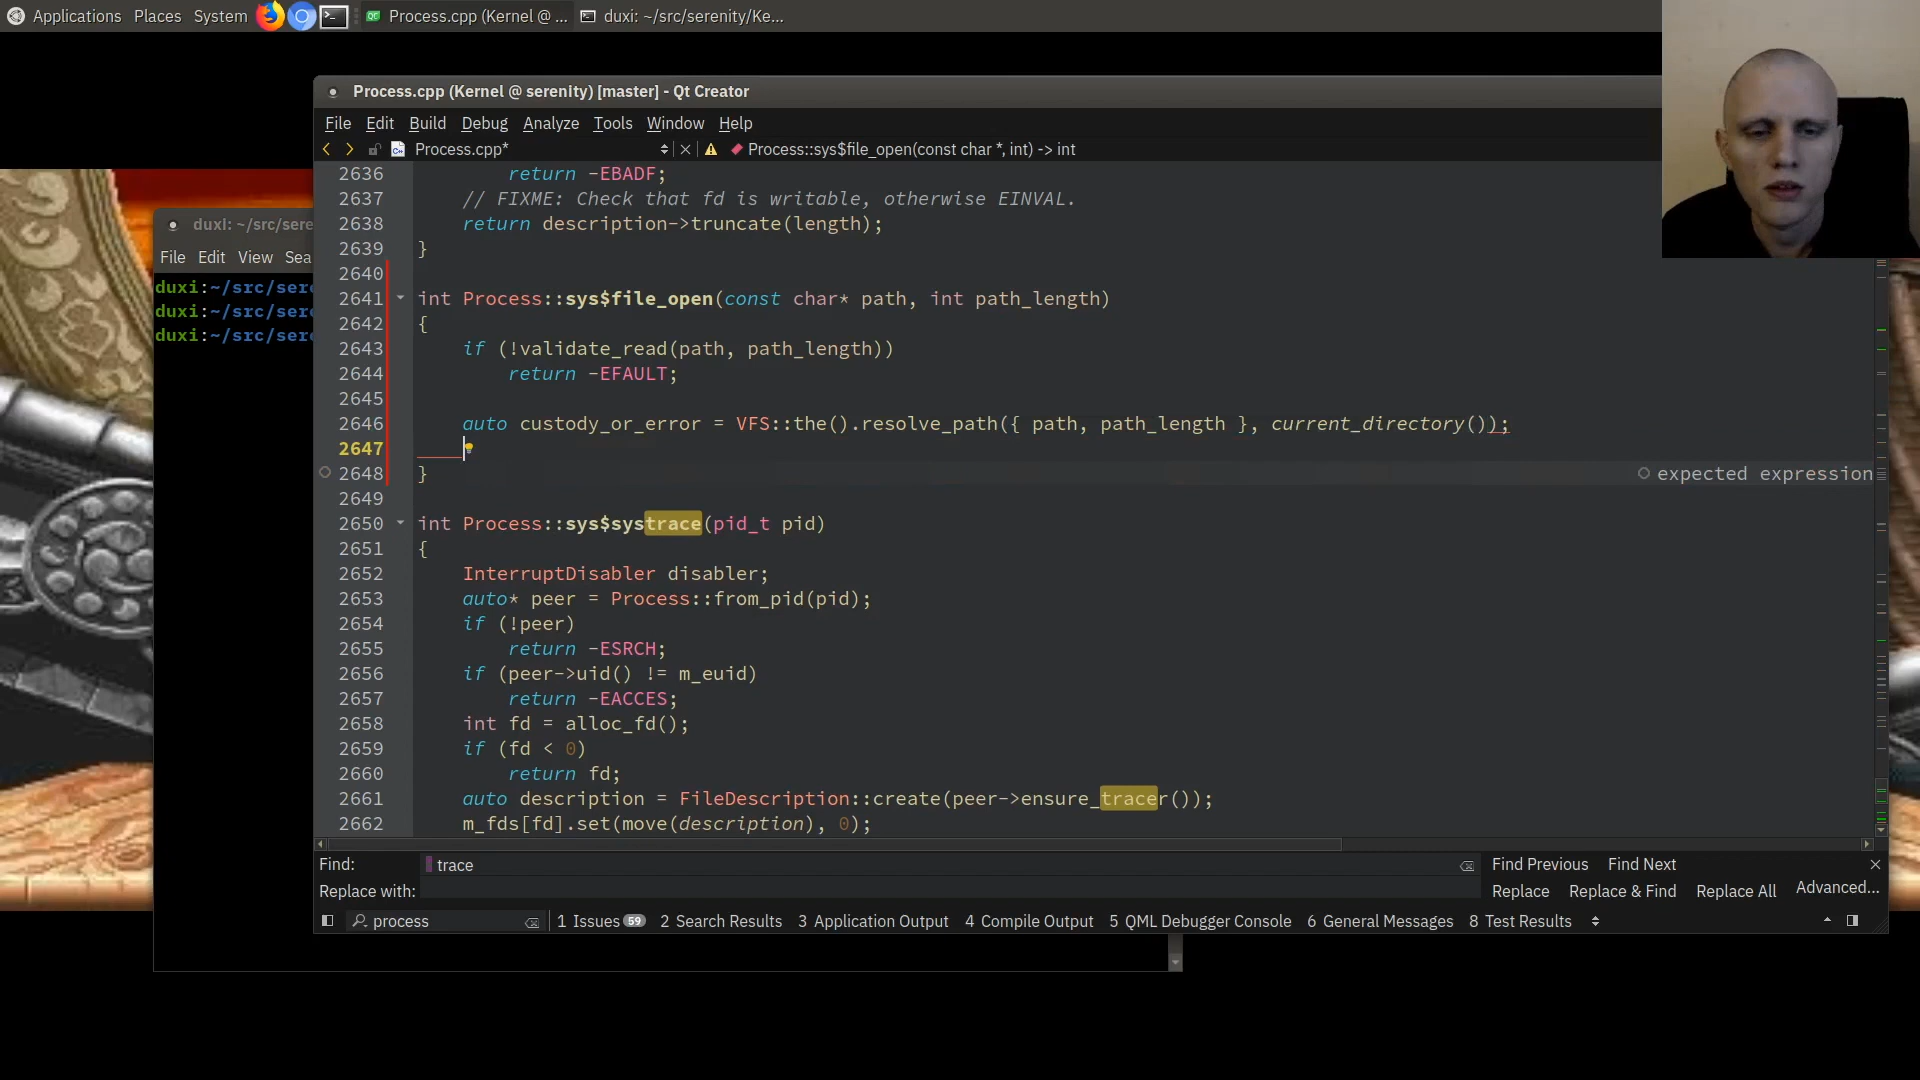 Applications Places System Process.cpp (Kernel @ ... duxi: ~/src/serenity/Ke...
Process.cpp (Kernel @ serenity) [master] - Qt Creator
File Edit Build Debug Analyze Tools Window Help
Process.cpp* Process::sys$file_open(const char *, int) -> int
duxi: ~/src/sere
File Edit View Sea
duxi:~/src/sere
duxi:~/src/sere
duxi:~/src/sere
2636 return -EBADF;
2637 // FIXME: Check that fd is writable, otherwise EINVAL.
2638 return description->truncate(length);
2639 }
2640
2641 int Process::sys$file_open(const char* path, int path_length)
2642 {
2643 if (!validate_read(path, path_length))
2644 return -EFAULT;
2645
2646 auto custody_or_error = VFS::the().resolve_path({ path, path_length }, current_directory());
2647
2648 } expected expression
2649
2650 int Process::sys$systrace(pid_t pid)
2651 {
2652 InterruptDisabler disabler;
2653 auto* peer = Process::from_pid(pid);
2654 if (!peer)
2655 return -ESRCH;
2656 if (peer->uid() != m_euid)
2657 return -EACCES;
2658 int fd = alloc_fd();
2659 if (fd < 0)
2660 return fd;
2661 auto description = FileDescription::create(peer->ensure_tracer());
2662 m_fds[fd].set(move(description), 0);
Find: trace Find Previous Find Next
Replace with: Replace Replace & Find Replace All Advanced...
process 1 Issues 59 2 Search Results 3 Application Output 4 Compile Output 5 QML Debugger Console 6 General Messages 8 Test Results